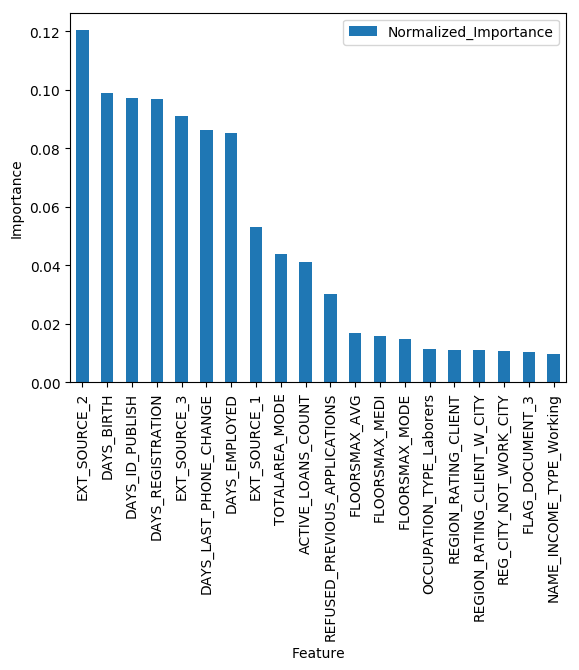 Normalized_Importance
Importance
0.12
0.10
0.08
0.06
0.04
0.02
0.00
EXT_SOURCE_2
DAYS_BIRTH
DAYS_ID_PUBLISH
DAYS_REGISTRATION
EXT_SOURCE_3
DAYS_LAST_PHONE_CHANGE
DAYS_EMPLOYED
EXT_SOURCE_1
TOTALAREA_MODE
ACTIVE_LOANS_COUNT
REFUSED_PREVIOUS_APPLICATIONS
FLOORSMAX_AVG
FLOORSMAX_MEDI
FLOORSMAX_MODE
OCCUPATION_TYPE_Laborers
REGION_RATING_CLIENT
REGION_RATING_CLIENT_W_CITY
REG_CITY_NOT_WORK_CITY
FLAG_DOCUMENT_3
NAME_INCOME_TYPE_Working
Feature